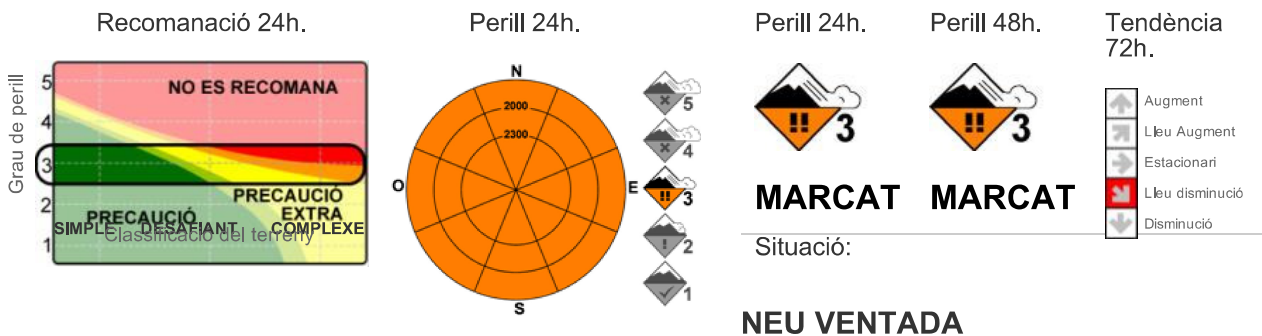 Recomanació 24h.
Grau de perill
5
4
3
2
1
NO ES RECOMANA
PRECAUCIÓ EXTRA
PRECAUCIÓ
SIMPLE DESAFIANT COMPLEXE
Classificació del terreny
Perill 24h.
N
2000
2300
O
E
S
5
4
3
2
1
Perill 24h.
3
MARCAT
Perill 48h.
3
MARCAT
Tendència
72h.
Augment
Lleu Augment
Estacionari
Lleu disminució
Disminució
Situació:
NEU VENTADA